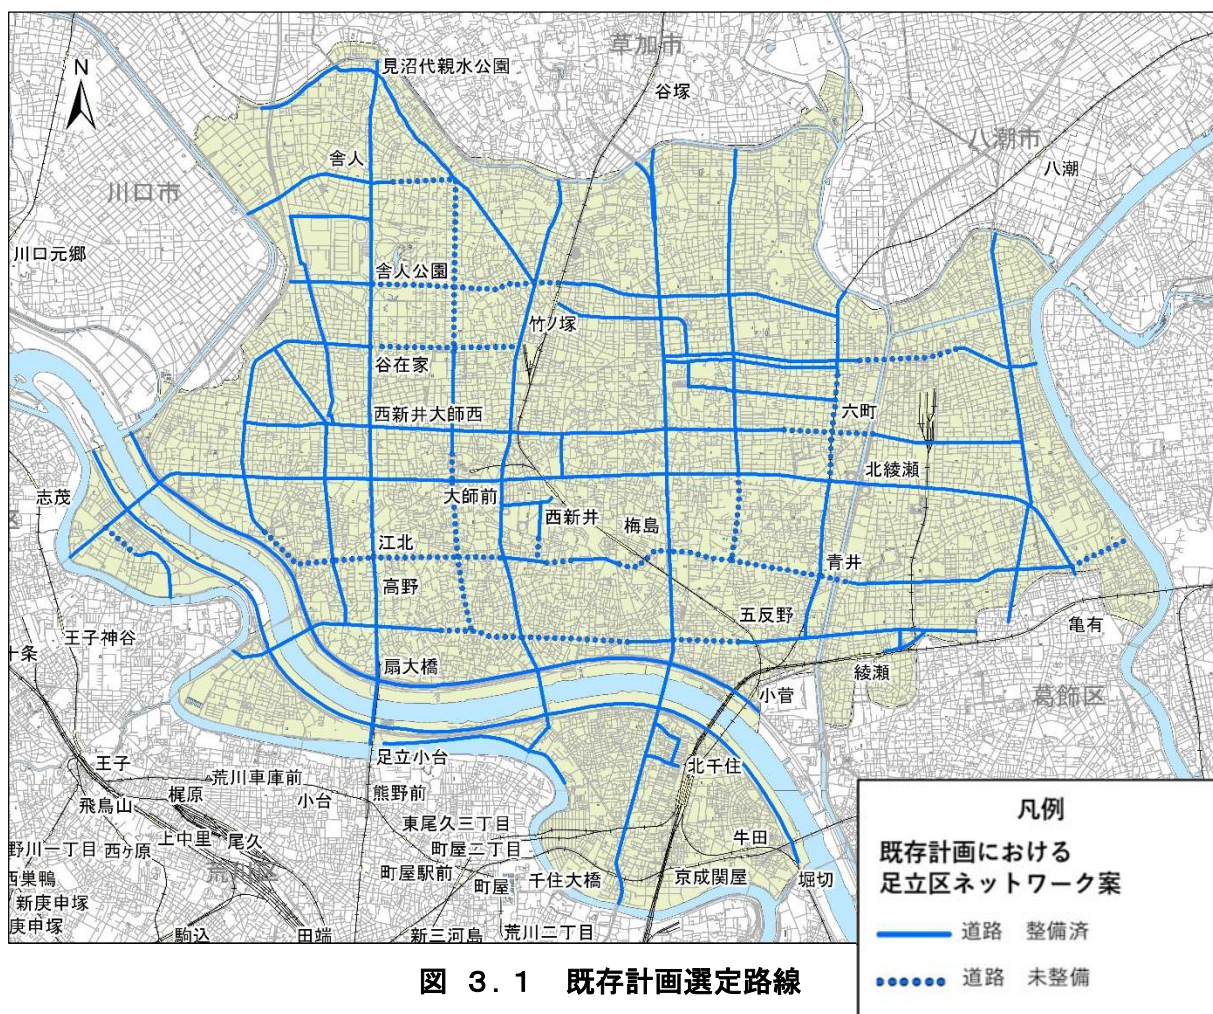 草加市
見沼代親水公園
N
谷塚
八潮市
八潮
舎人
川口市
川口元郷
舎人公園
竹ノ塚
谷在家
六町
西新井大師西
北綾瀬
志茂
大師前
西新井
梅島
江北
青井
高野
五反野
亀有
王子神谷
十条
扇大橋
綾瀬
小菅
葛飾区
足立小台
北千住
王子
荒川車庫前
飛鳥山
梶原
小台
熊野前
上中里
尾久
東尾久三丁目
牛田
野川一丁目
西ケ原
町屋二丁目
荒川区
町屋駅前
町屋
千住大橋
京成関屋
堀切
西巣鴨
新庚申塚
庚申塚
駒込
田端
新三河島
荒川二丁目
凡例
既存計画における
足立区ネットワーク案
道路 整備済
道路 未整備
図 3.1 既存計画選定路線